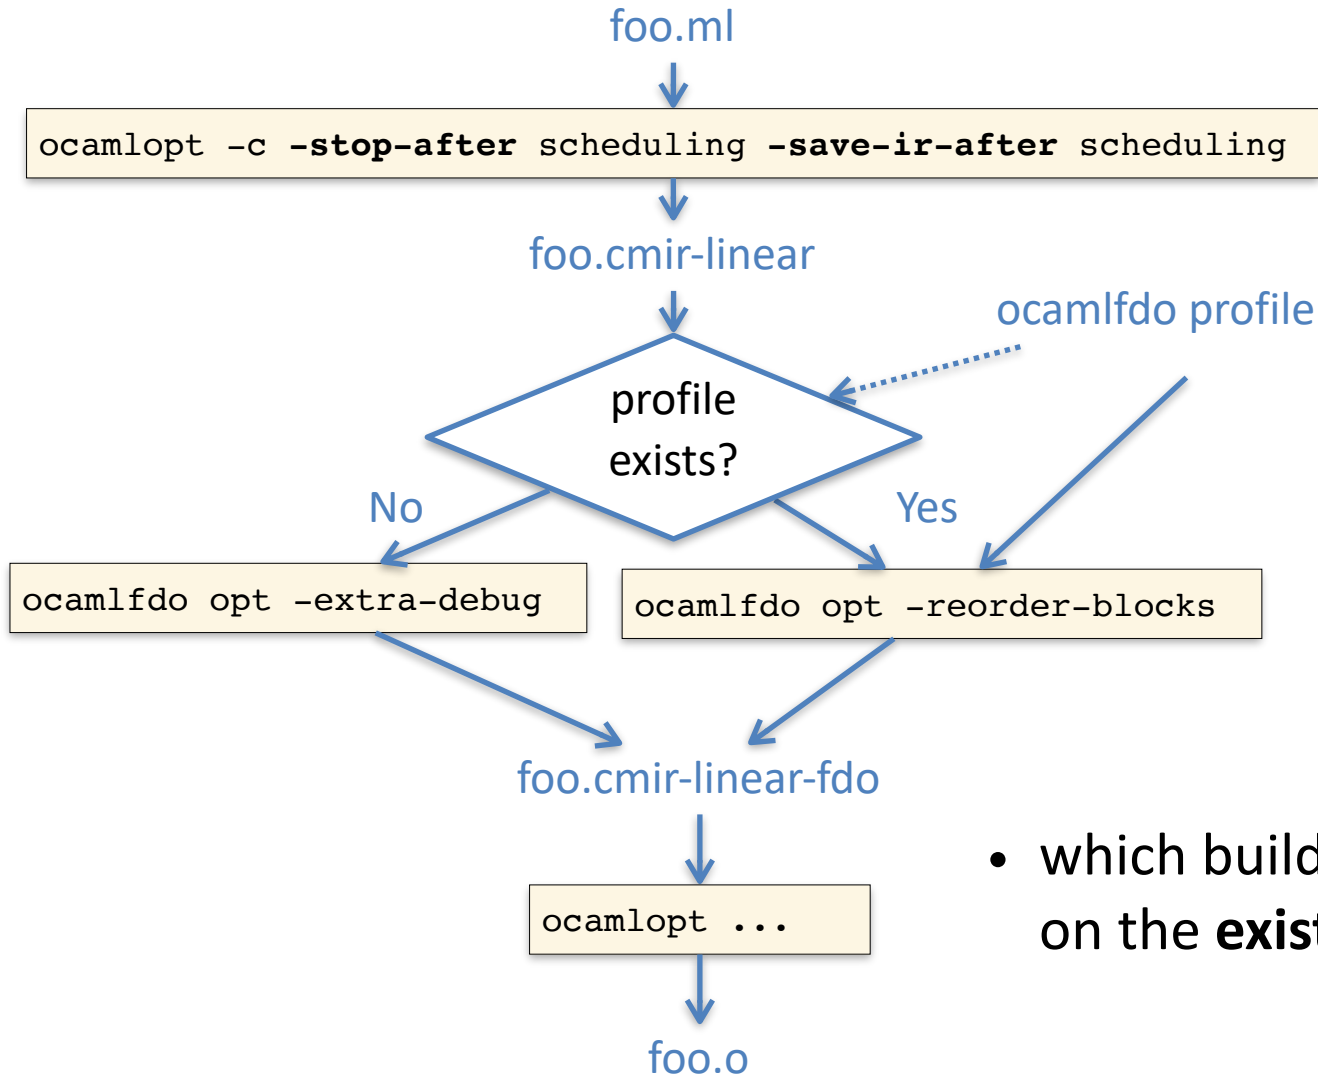 foo.ml
ocamlopt -c -stop-after scheduling -save-ir-after scheduling
foo.cmir-linear
ocamlfdo profile
profile
exists?
No
Yes
ocamlfdo opt -extra-debug
ocamlfdo opt -reorder-blocks
foo.cmir-linear-fdo
• which build
ocamlopt ...
on the exist
foo.o